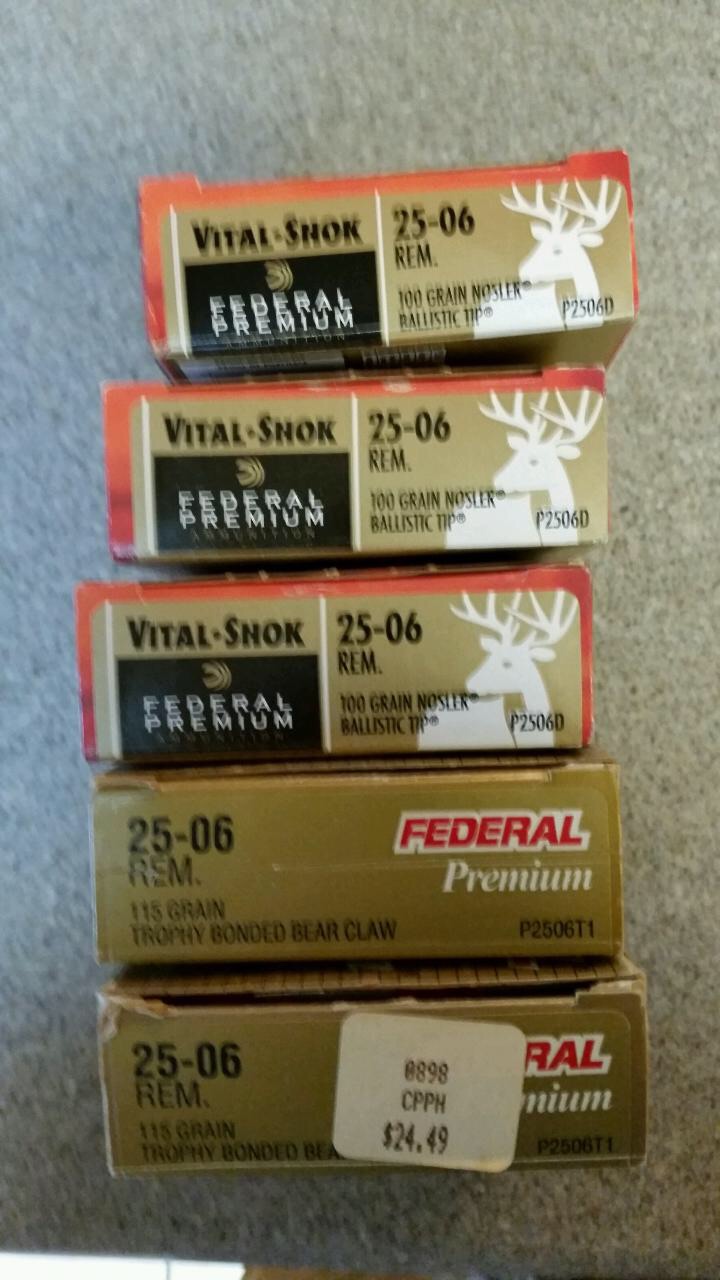 VITAL-SHOK
FEDERAL
PREMIUM
AMMUNITION
25-06
REM.
100 GRAIN NOSLER®
BALLISTIC TIP®
P2506D
VITAL-SHOK
FEDERAL
PREMIUM
AMMUNITION
25-06
REM.
100 GRAIN NOSLER®
BALLISTIC TIP®
P2506D
VITAL-SHOK
FEDERAL
PREMIUM
AMMUNITION
25-06
REM.
100 GRAIN NOSLER®
BALLISTIC TIP®
P2506D
25-06
REM.
115 GRAIN
TROPHY BONDED BEAR CLAW
FEDERAL
Premium
P2506T1
25-06
REM.
115 GRAIN
TROPHY BONDED BEA
0898
CPPH
$24.49
RAL
mium
P2506T1